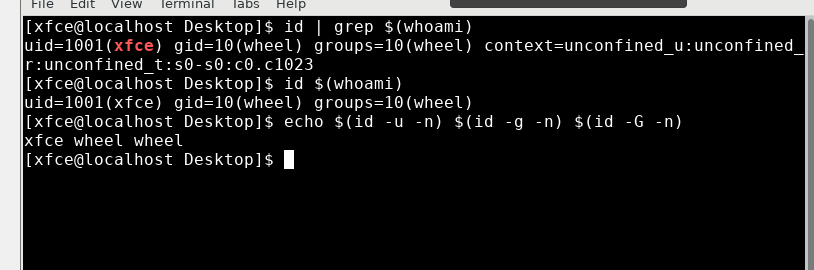 File Edit View Terminal Tabs Help
[xfce@localhost Desktop]$ id | grep $(whoami)
uid=1001(xfce) gid=10(wheel) groups=10(wheel) context=unconfined_u:unconfined_
r:unconfined_t:s0-s0:c0.c1023
[xfce@localhost Desktop]$ id $(whoami)
uid=1001(xfce) gid=10(wheel) groups=10(wheel)
[xfce@localhost Desktop]$ echo $(id -u -n) $(id -g -n) $(id -G -n)
xfce wheel wheel
[xfce@localhost Desktop]$